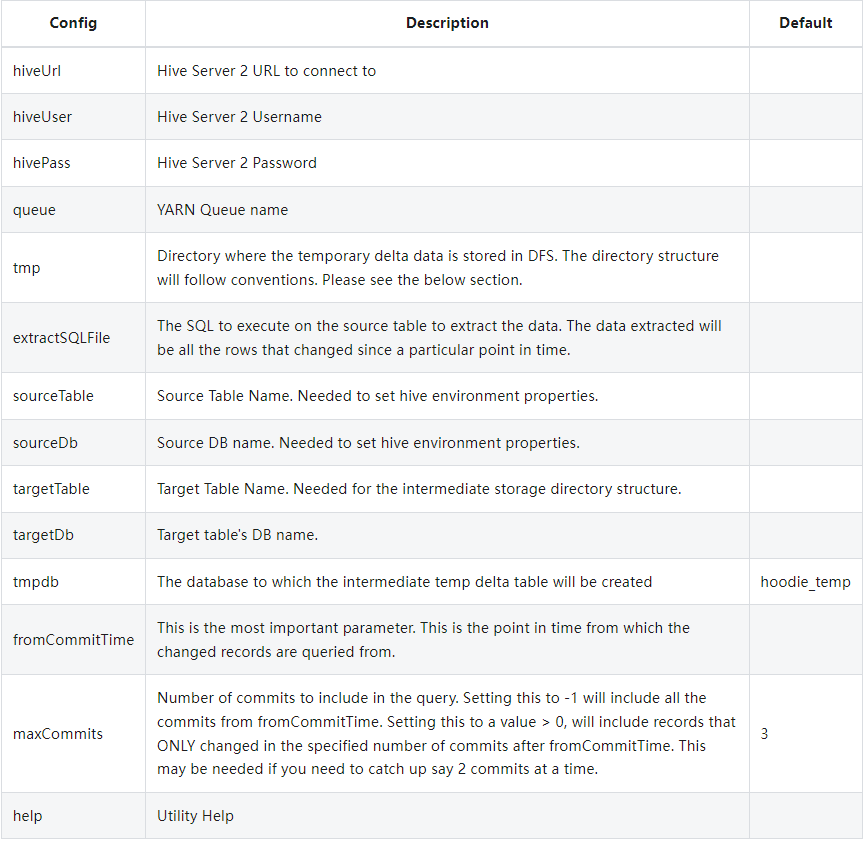 Config Description Default
hiveUrl Hive Server 2 URL to connect to
hiveUser Hive Server 2 Username
hivePass Hive Server 2 Password
queue YARN Queue name
tmp Directory where the temporary delta data is stored in DFS. The directory structure
will follow conventions. Please see the below section.
extractSQLFile The SQL to execute on the source table to extract the data. The data extracted will
be all the rows that changed since a particular point in time.
sourceTable Source Table Name. Needed to set hive environment properties.
sourceDb Source DB name. Needed to set hive environment properties.
targetTable Target Table Name. Needed for the intermediate storage directory structure.
targetDb Target table's DB name.
tmpdb The database to which the intermediate temp delta table will be created hoodie_temp
fromCommitTime This is the most important parameter. This is the point in time from which the
changed records are queried from.
maxCommits Number of commits to include in the query. Setting this to -1 will include all the
commits from fromCommitTime. Setting this to a value > 0, will include records that
ONLY changed in the specified number of commits after fromCommitTime. This
may be needed if you need to catch up say 2 commits at a time. 3
help Utility Help